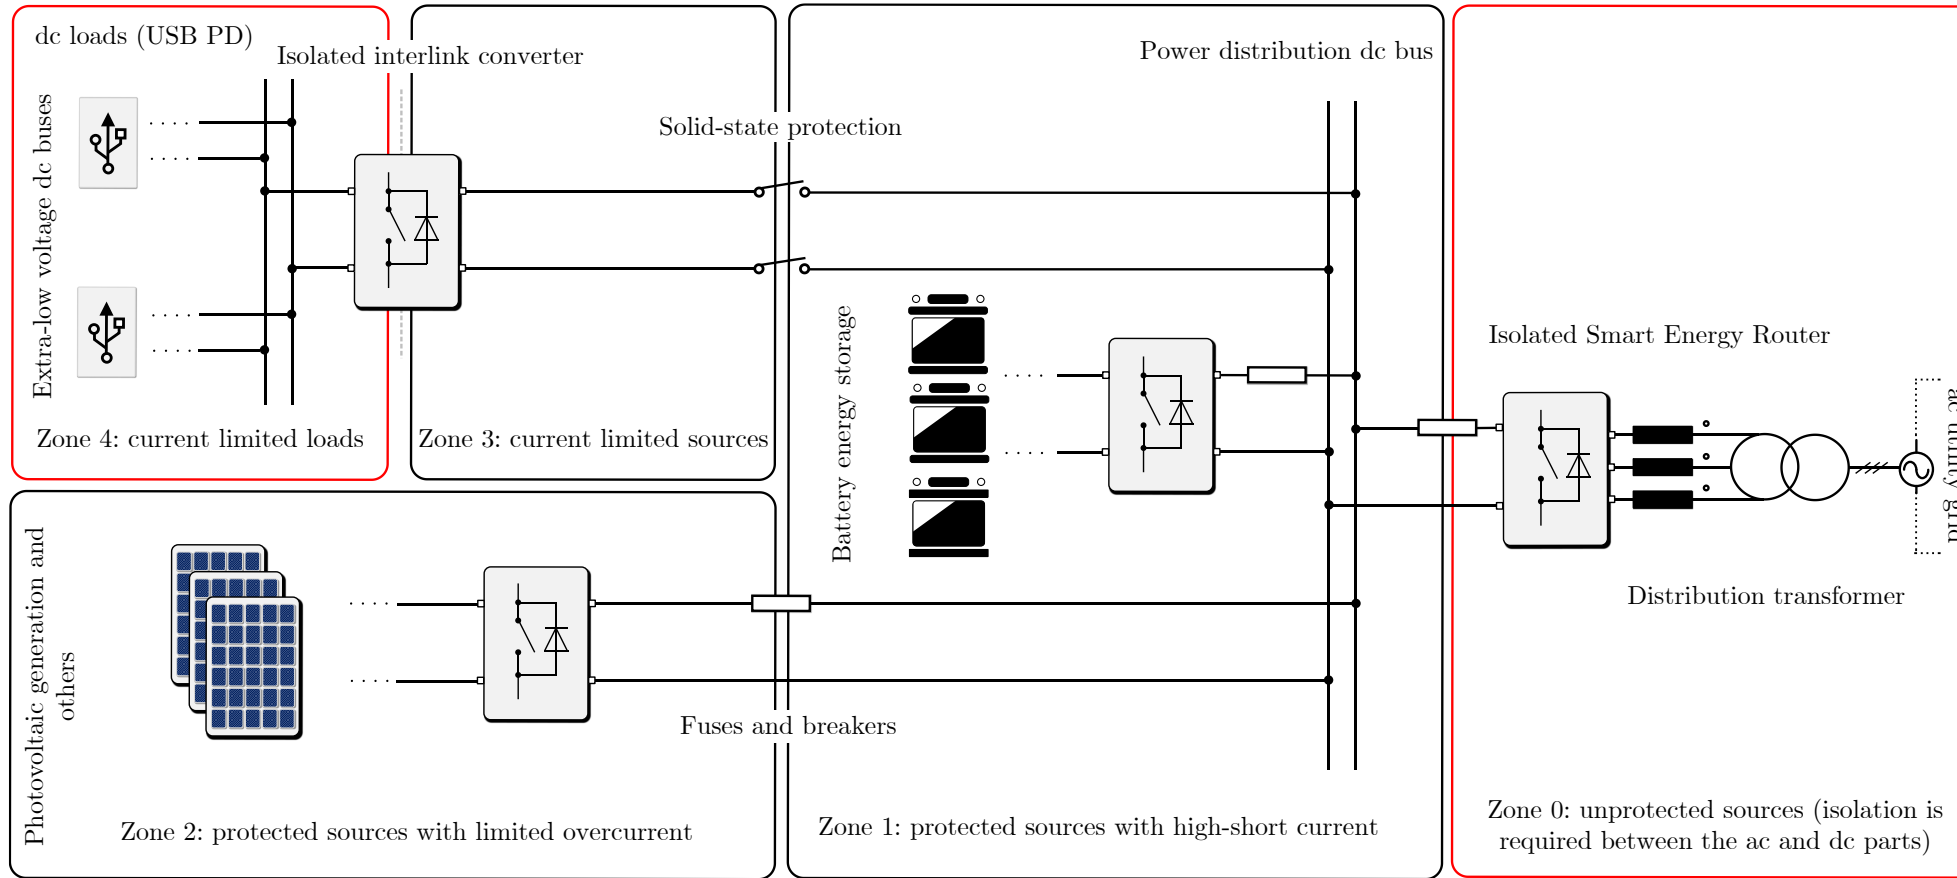 dc loads (USB PD)
Isolated interlink converter
Extra-low voltage dc buses
Zone 4: current limited loads
Zone 3: current limited sources
Solid-state protection
Power distribution dc bus
Battery energy storage
Isolated Smart Energy Router
ac utility grid
Distribution transformer
Photovoltaic generation and
others
Fuses and breakers
Zone 2: protected sources with limited overcurrent
Zone 1: protected sources with high-short current
Zone 0: unprotected sources (isolation is
required between the ac and dc parts)